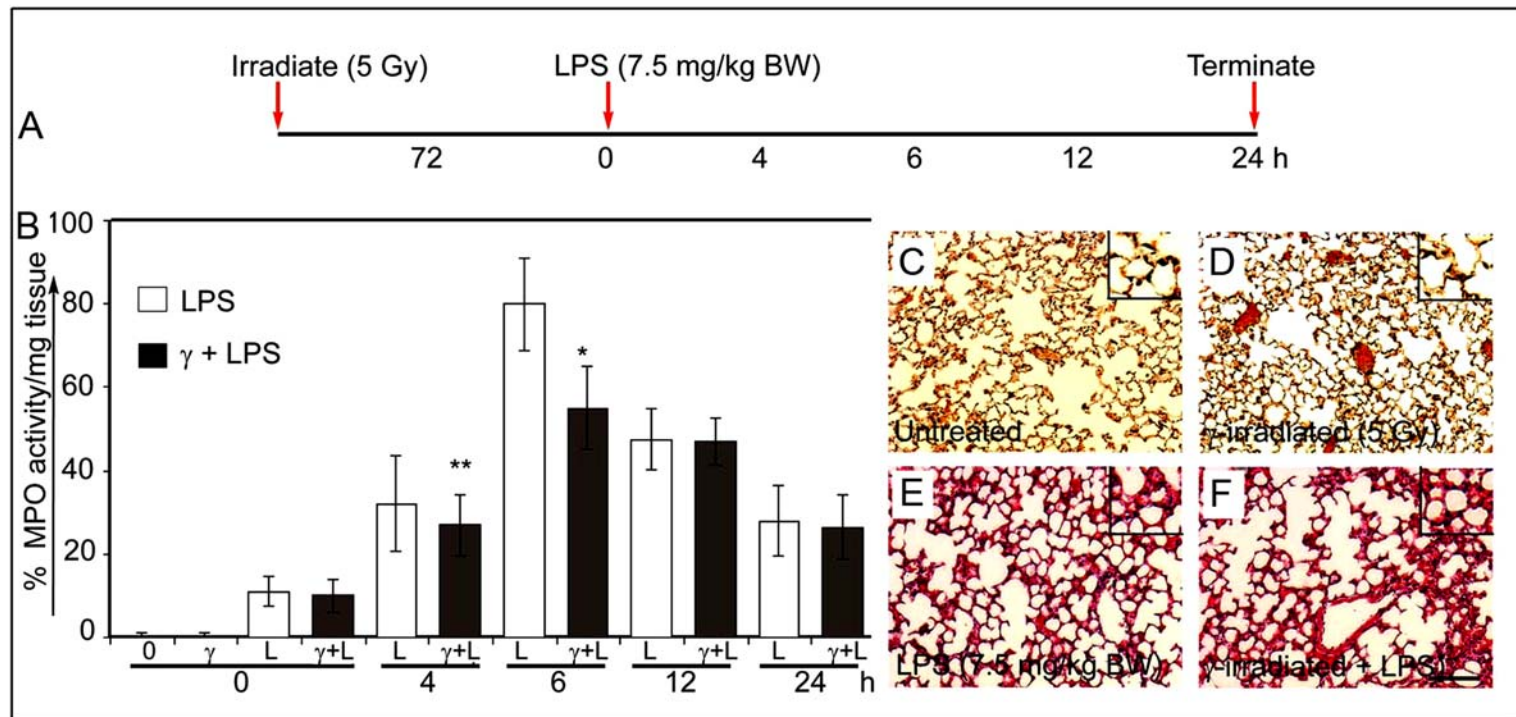 Irradiate (5 Gy) LPS (7.5 mg/kg BW) Terminate
A
72 0 4 6 12 24 h
B
% MPO activity/mg tissue
100
80
60
40
20
0
LPS
γ + LPS
*
**
0 γ L γ+L L γ+L L γ+L L γ+L L γ+L
0 4 6 12 24 h
C
Untreated
D
γ-irradiated (5 Gy)
E
LPS (7.5 mg/kg BW)
F
γ-irradiated + LPS)